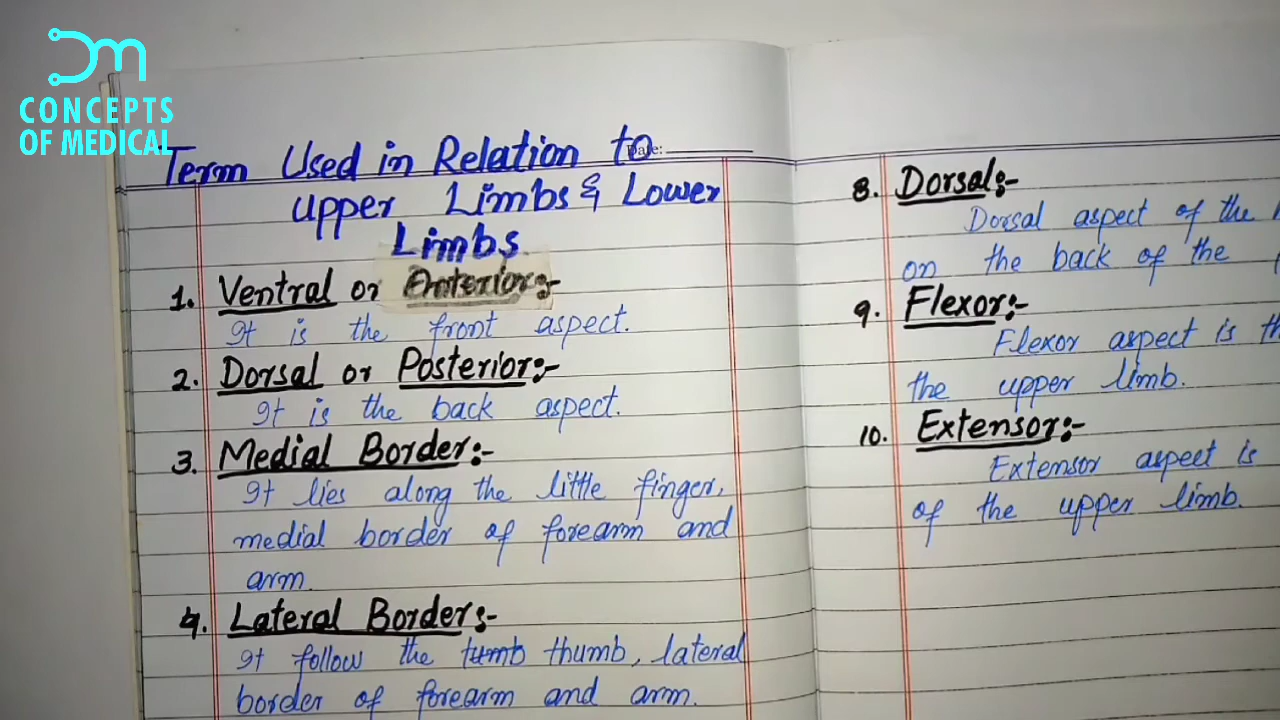 DM
CONCEPTS
OF MEDICAL
Date:
Term Used in Relation to
upper Limbs & Lower
Limbs.
1. Ventral or Anterior:-
It is the front aspect.
2. Dorsal or Posterior:-
It is the back aspect.
3. Medial Border:-
It lies along the little finger,
medial border of forearm and
arm.
4. Lateral Border:-
It follow the tumb thumb, lateral
border of forearm and arm.
8. Dorsal:-
Dorsal aspect of the
on the back of the
9. Flexor:-
Flexor aspect is
the upper limb.
10. Extensor:-
Extensor aspect is
of the upper limb.